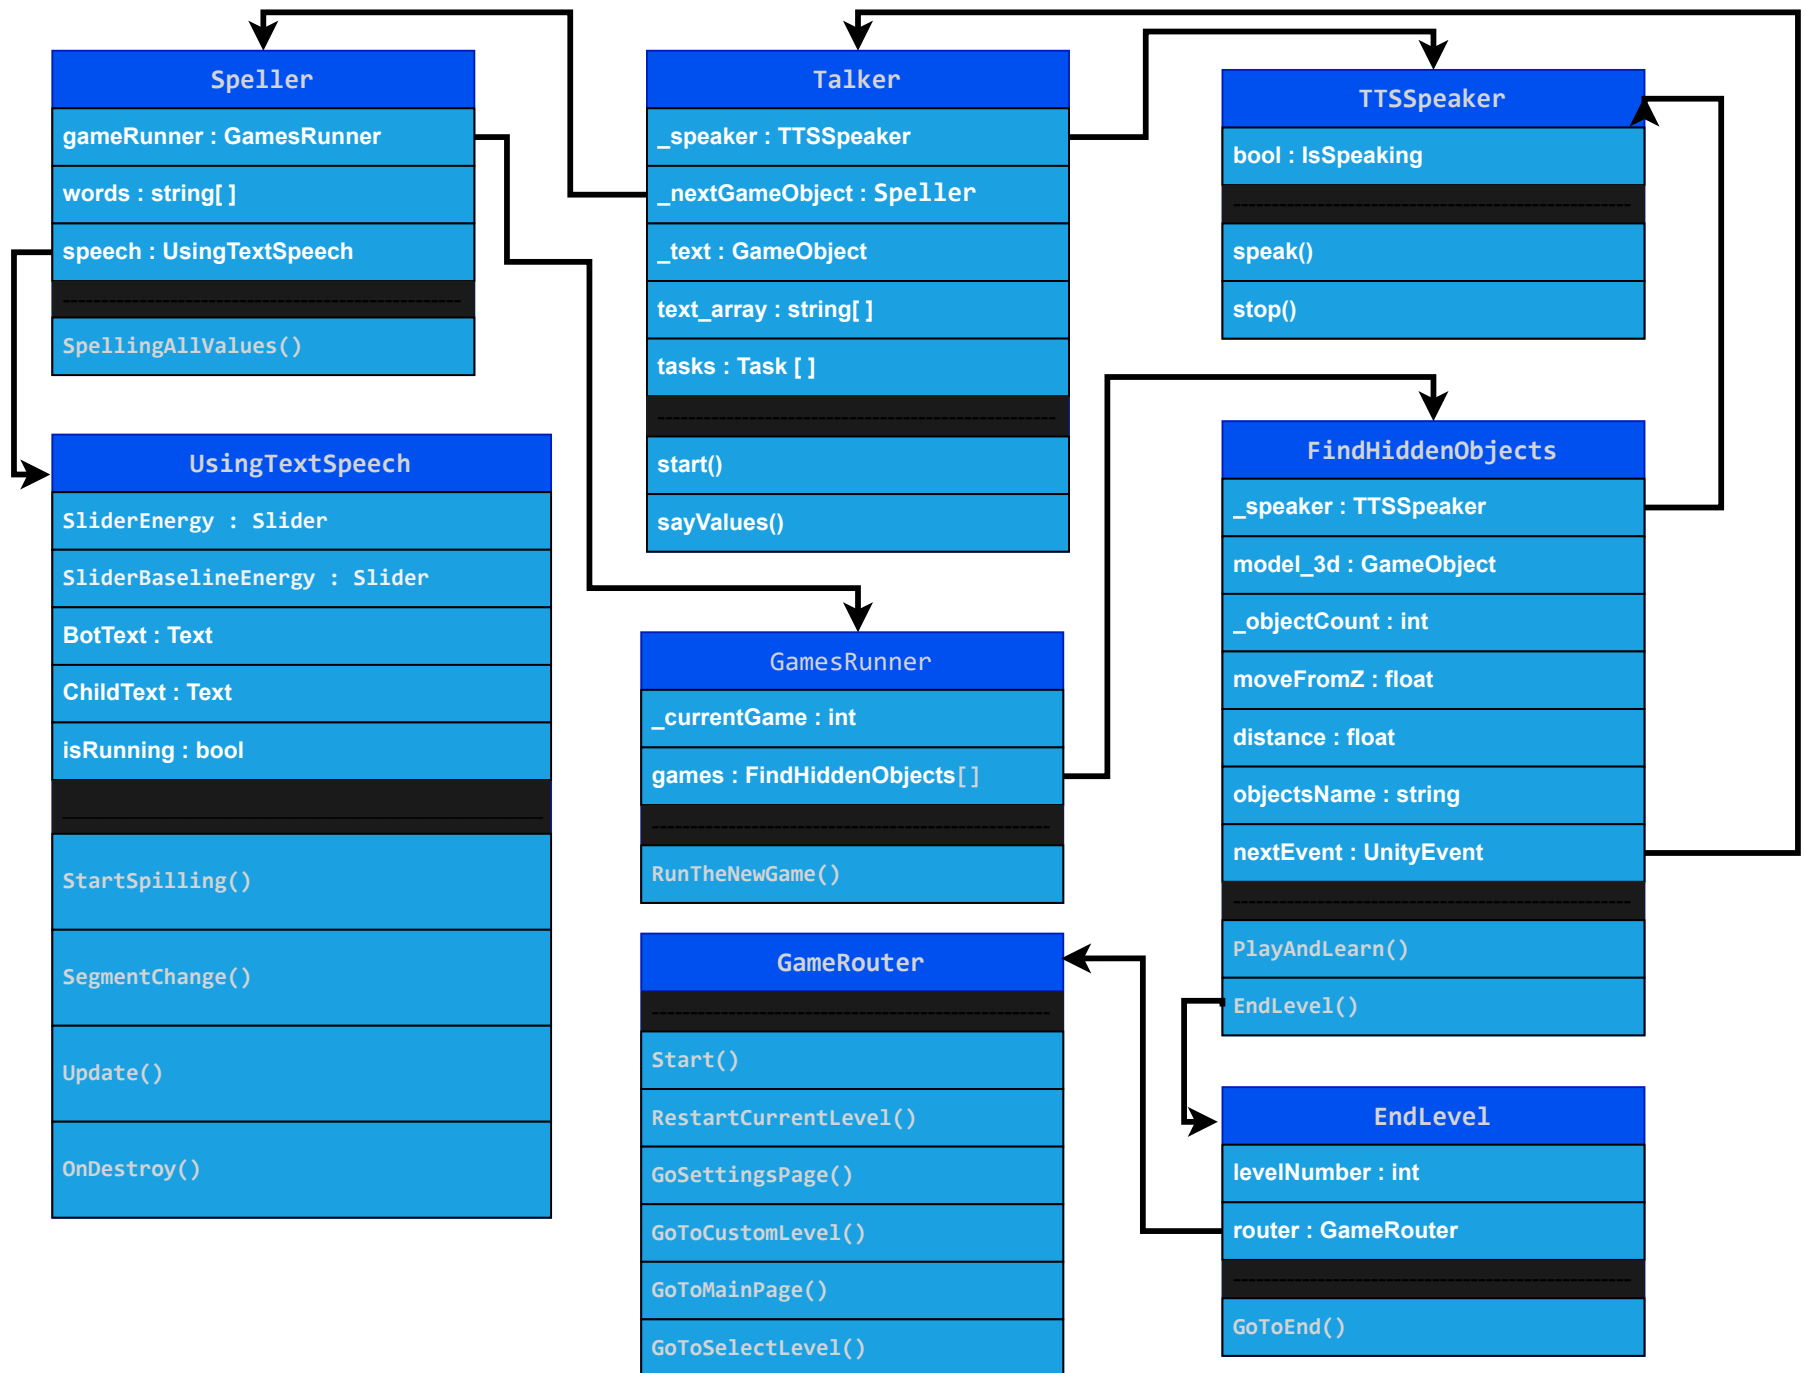 Speller
gameRunner : GamesRunner
words : string[ ]
speech : UsingTextSpeech
SpellingAllValues()
UsingTextSpeech
SliderEnergy : Slider
SliderBaselineEnergy : Slider
BotText : Text
ChildText : Text
isRunning : bool
StartSpilling()
SegmentChange()
Update()
OnDestroy()
Talker
_speaker : TTSSpeaker
_nextGameObject : Speller
_text : GameObject
text_array : string[ ]
tasks : Task [ ]
start()
sayValues()
GamesRunner
_currentGame : int
games : FindHiddenObjects[]
RunTheNewGame()
GameRouter
Start()
RestartCurrentLevel()
GoSettingsPage()
GoToCustomLevel()
GoToMainPage()
GoToSelectLevel()
TTSSpeaker
bool : IsSpeaking
speak()
stop()
FindHiddenObjects
_speaker : TTSSpeaker
model_3d : GameObject
_objectCount : int
moveFromZ : float
distance : float
objectsName : string
nextEvent : UnityEvent
PlayAndLearn()
EndLevel()
EndLevel
levelNumber : int
router : GameRouter
GoToEnd()